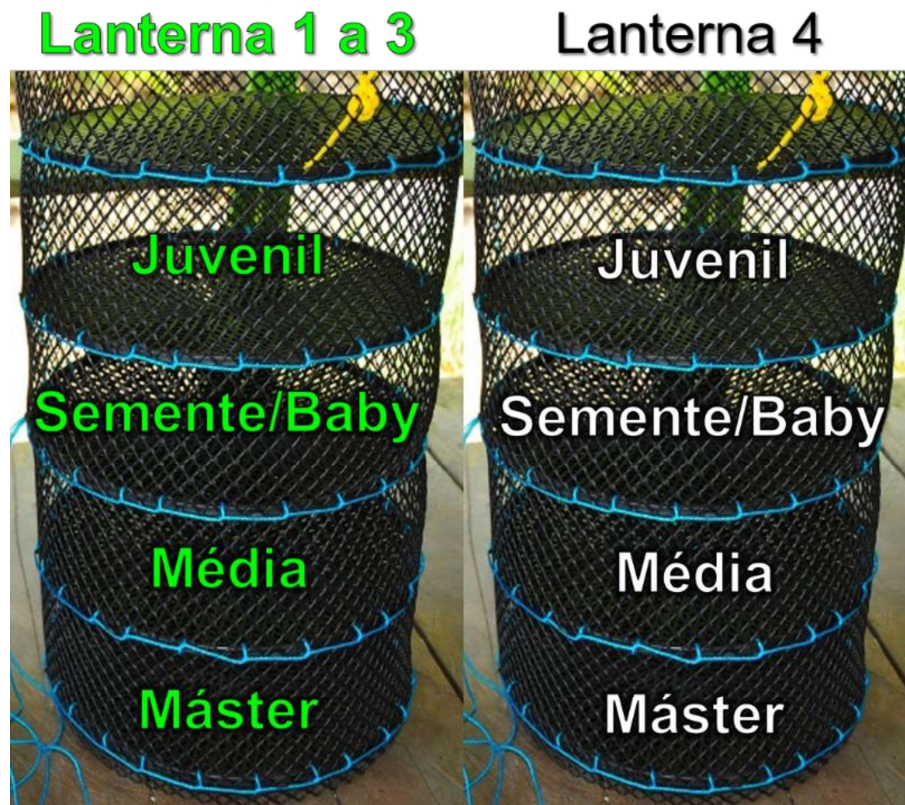 Lanterna 1 a 3
Juvenil
Semente/Baby
Média
Máster
Lanterna 4
Juvenil
Semente/Baby
Média
Máster